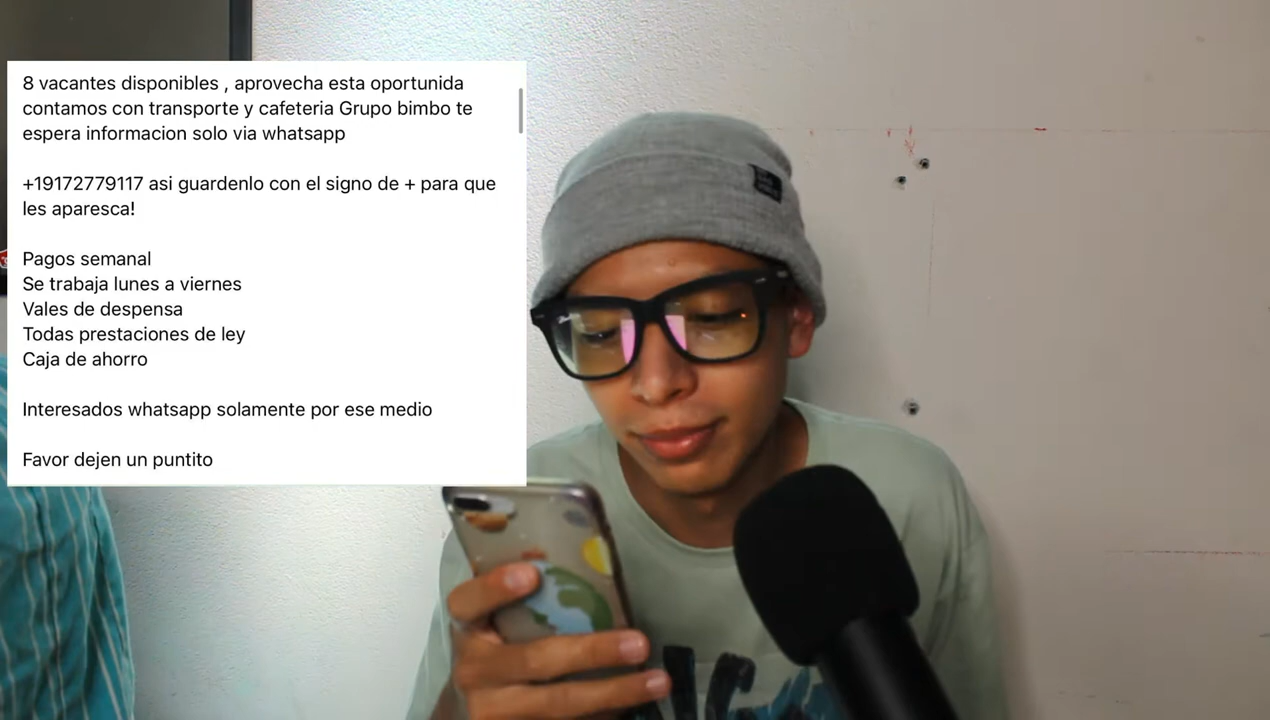 8 vacantes disponibles , aprovecha esta oportunida
contamos con transporte y cafeteria Grupo bimbo te
espera informacion solo via whatsapp
+19172779117 asi guardenlo con el signo de + para que
les aparesca!
Pagos semanal
Se trabaja lunes a viernes
Vales de despensa
Todas prestaciones de ley
Caja de ahorro
Interesados whatsapp solamente por ese medio
Favor dejen un puntito